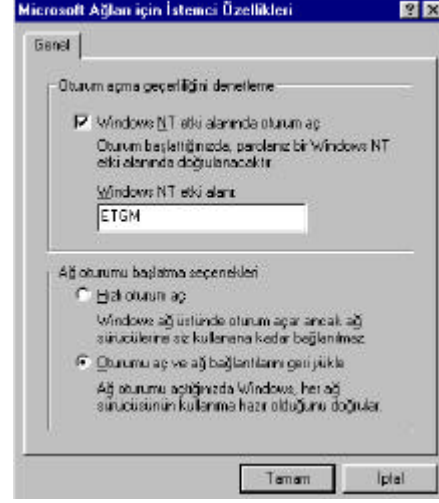 Microsoft Ağları için İstemci Özellikleri
Genel
Oturum açma geçerliğini denetleme
Windows NT etki alanında oturum aç
Oturum başlattığınızda, parolanız bir Windows NT
etki alanında doğrulanacaktır.
Windows NT etki alanı:
ETGM
Ağ oturumu başlatma seçenekleri
Hızlı oturum aç
Windows ağ üstünde oturum açar ancak ağ
sürücülerine siz kullanana kadar bağlanılmaz.
Oturumu aç ve ağ bağlantılarını geri yükle
Ağ oturumu açtığınızda Windows, her ağ
sürücüsünün kullanıma hazır olduğunu doğrular.
Tamam
İptal